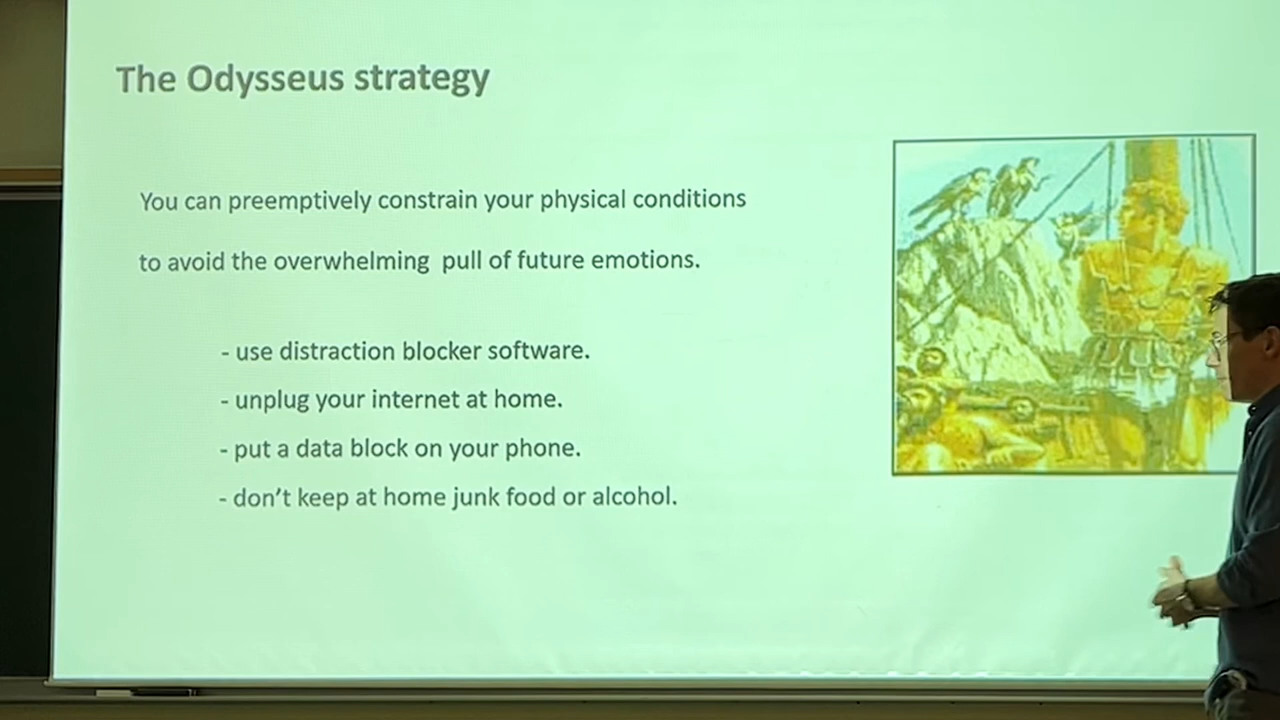 The Odysseus strategy
You can preemptively constrain your physical conditions
to avoid the overwhelming pull of future emotions.
- use distraction blocker software.
- unplug your internet at home.
- put a data block on your phone.
- don’t keep at home junk food or alcohol.